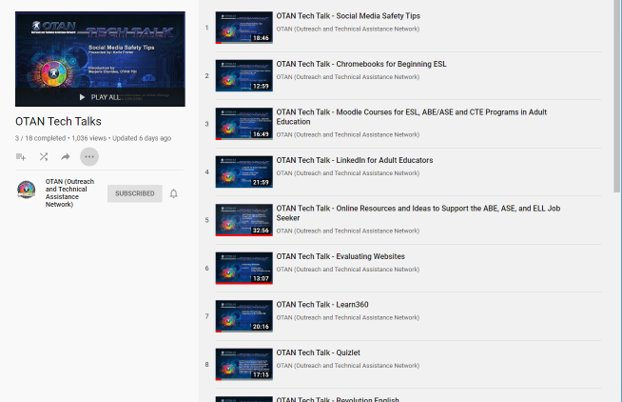 OTAN
TECH-TALK
Social Media Safety Tips
PLAY ALL
OTAN Tech Talks
3 / 18 completed • 1,036 views • Updated 6 days ago
OTAN (Outreach
and Technical
Assistance
Network)
SUBSCRIBED
1
18:46
OTAN Tech Talk - Social Media Safety Tips
OTAN (Outreach and Technical Assistance Network)
2
12:59
OTAN Tech Talk - Chromebooks for Beginning ESL
OTAN (Outreach and Technical Assistance Network)
3
16:49
OTAN Tech Talk - Moodle Courses for ESL, ABE/ASE and CTE Programs in Adult
Education
OTAN (Outreach and Technical Assistance Network)
4
21:59
OTAN Tech Talk - LinkedIn for Adult Educators
OTAN (Outreach and Technical Assistance Network)
5
32:56
OTAN Tech Talk - Online Resources and Ideas to Support the ABE, ASE, and ELL Job
Seeker
OTAN (Outreach and Technical Assistance Network)
6
13:07
OTAN Tech Talk - Evaluating Websites
OTAN (Outreach and Technical Assistance Network)
7
20:16
OTAN Tech Talk - Learn360
OTAN (Outreach and Technical Assistance Network)
8
17:15
OTAN Tech Talk - Quizlet
OTAN (Outreach and Technical Assistance Network)
OTAN Tech Talk - Revolution English